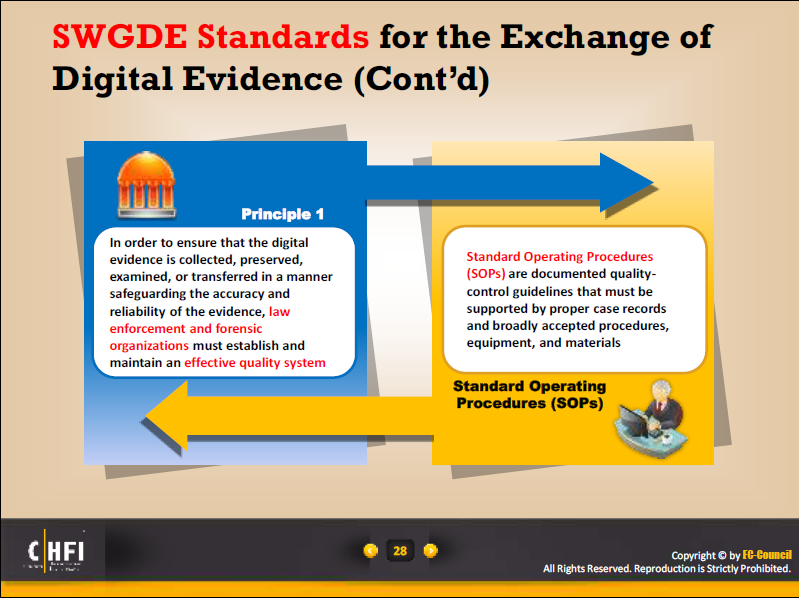 SWGDE Standards for the Exchange of
Digital Evidence (Cont’d)
Principle 1
In order to ensure that the digital
evidence is collected, preserved,
examined, or transferred in a manner
safeguarding the accuracy and
reliability of the evidence, law
enforcement and forensic
organizations must establish and
maintain an effective quality system
Standard Operating Procedures
(SOPs) are documented quality-
control guidelines that must be
supported by proper case records
and broadly accepted procedures,
equipment, and materials
Standard Operating
Procedures (SOPs)
CHFI
28
Copyright © by EC-Council
All Rights Reserved. Reproduction is Strictly Prohibited.